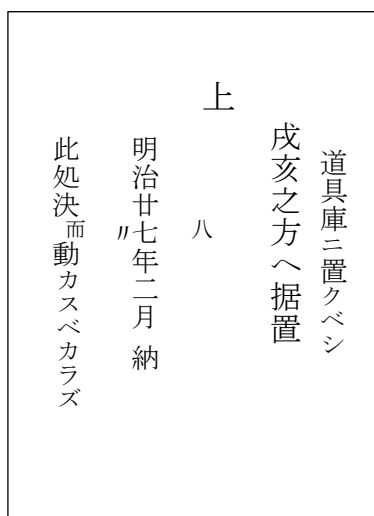 道具庫ニ置クベシ
戌亥之方へ据置
上
八
明治廿七年二月 納
〃
此処決而動カスベカラズ